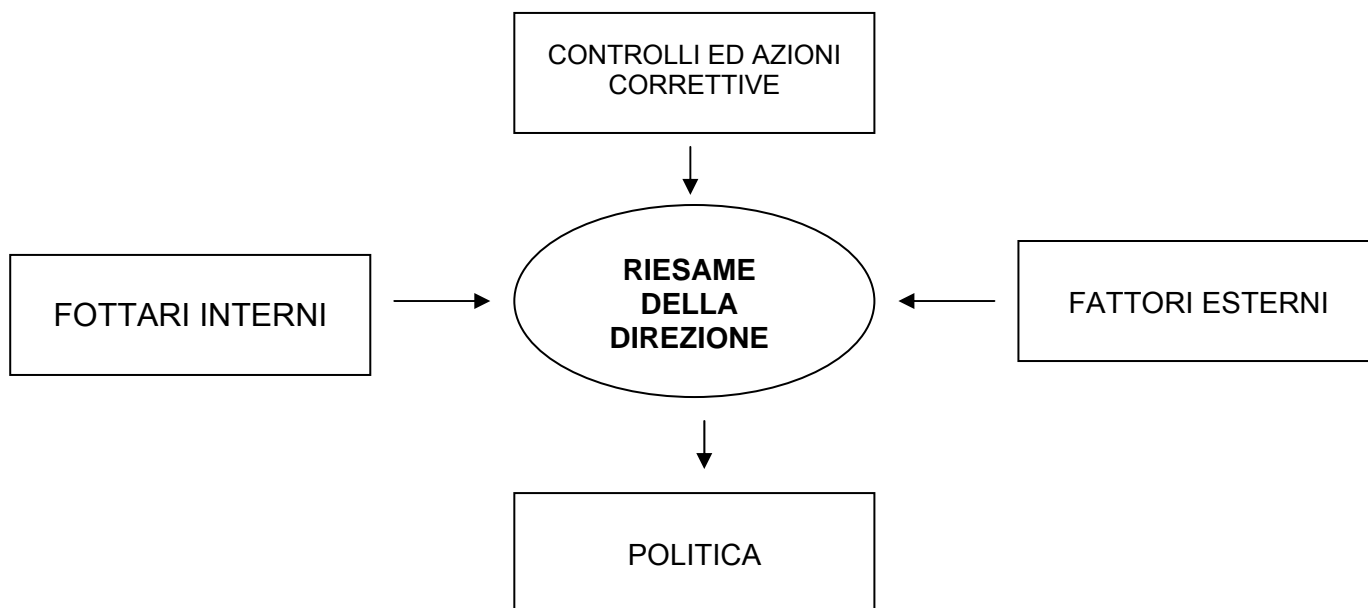 CONTROLLI ED AZIONI
CORRETTIVE
FOTTARI INTERNI
RIESAME
DELLA
DIREZIONE
FATTORI ESTERNI
POLITICA